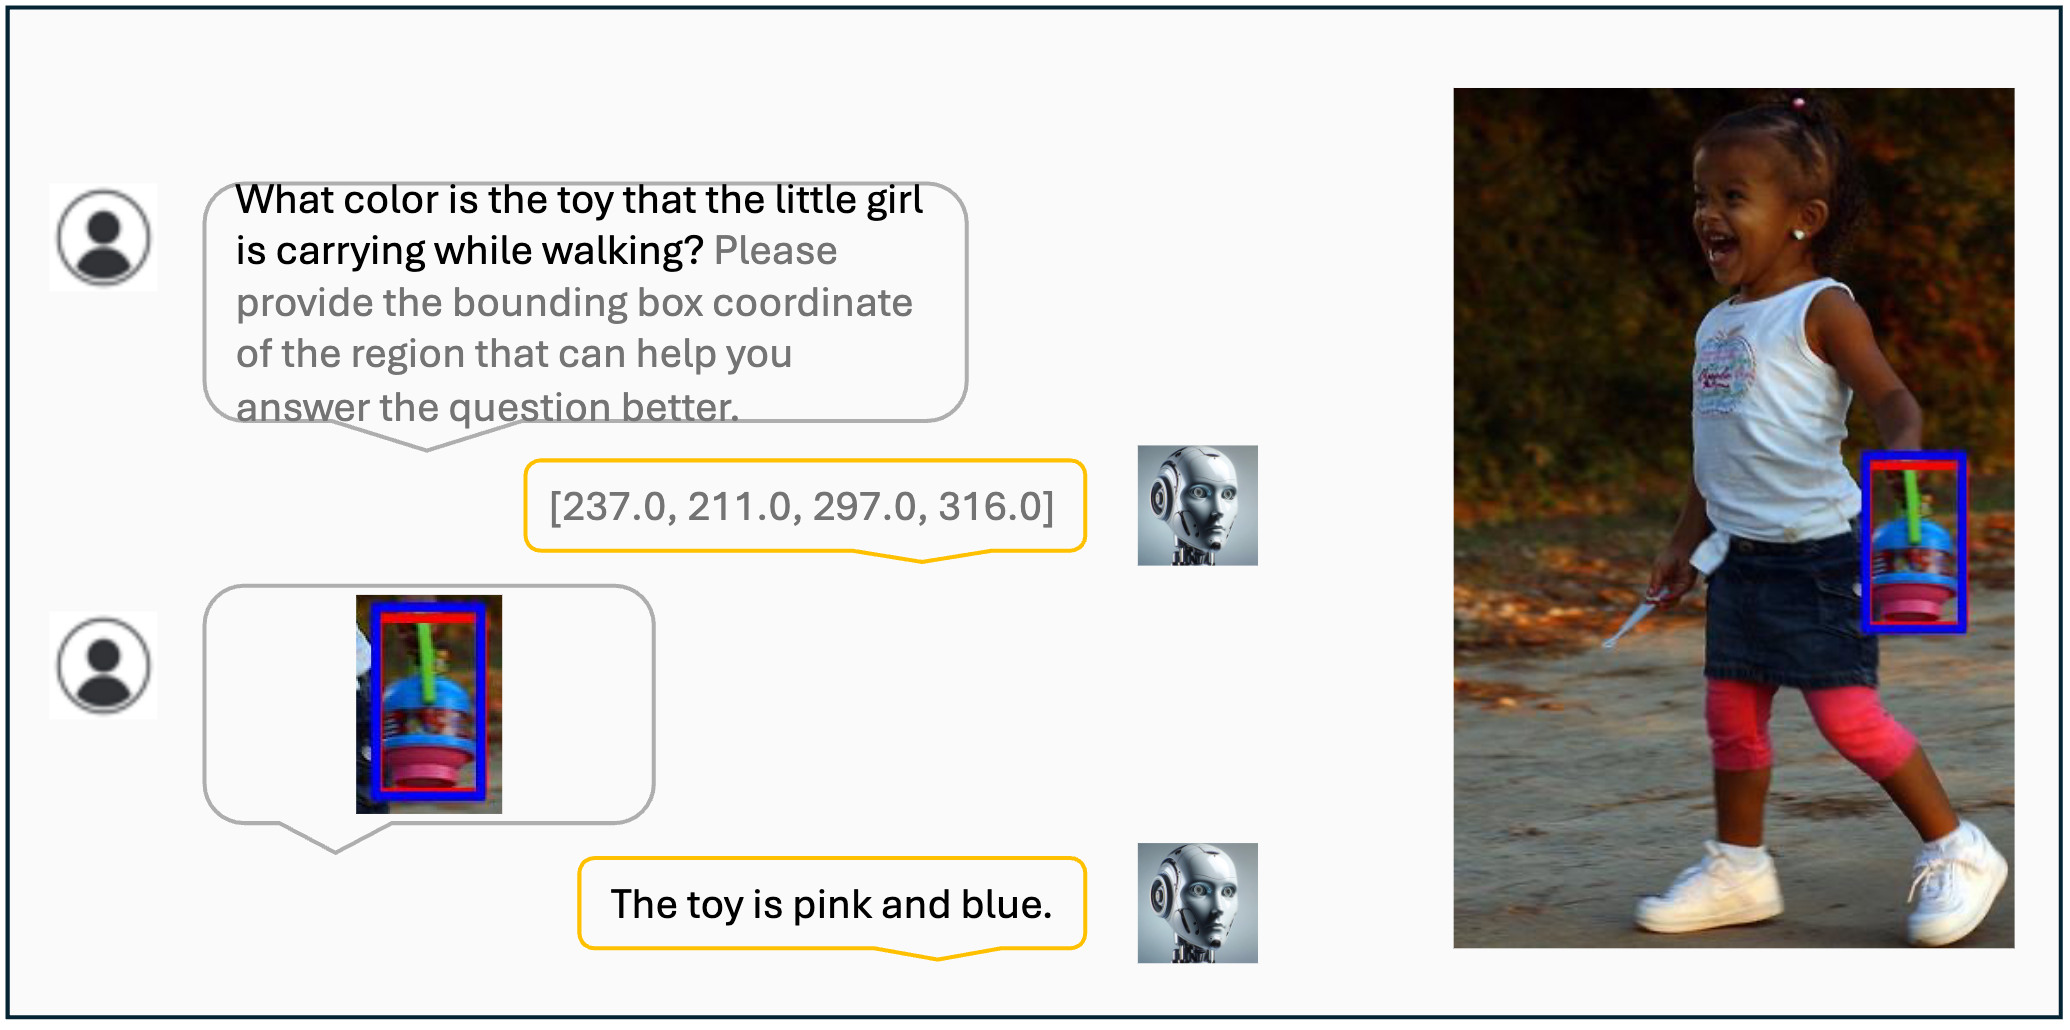 What color is the toy that the little girl
is carrying while walking? Please
provide the bounding box coordinate
of the region that can help you
answer the question better.
[237.0, 211.0, 297.0, 316.0]
The toy is pink and blue.